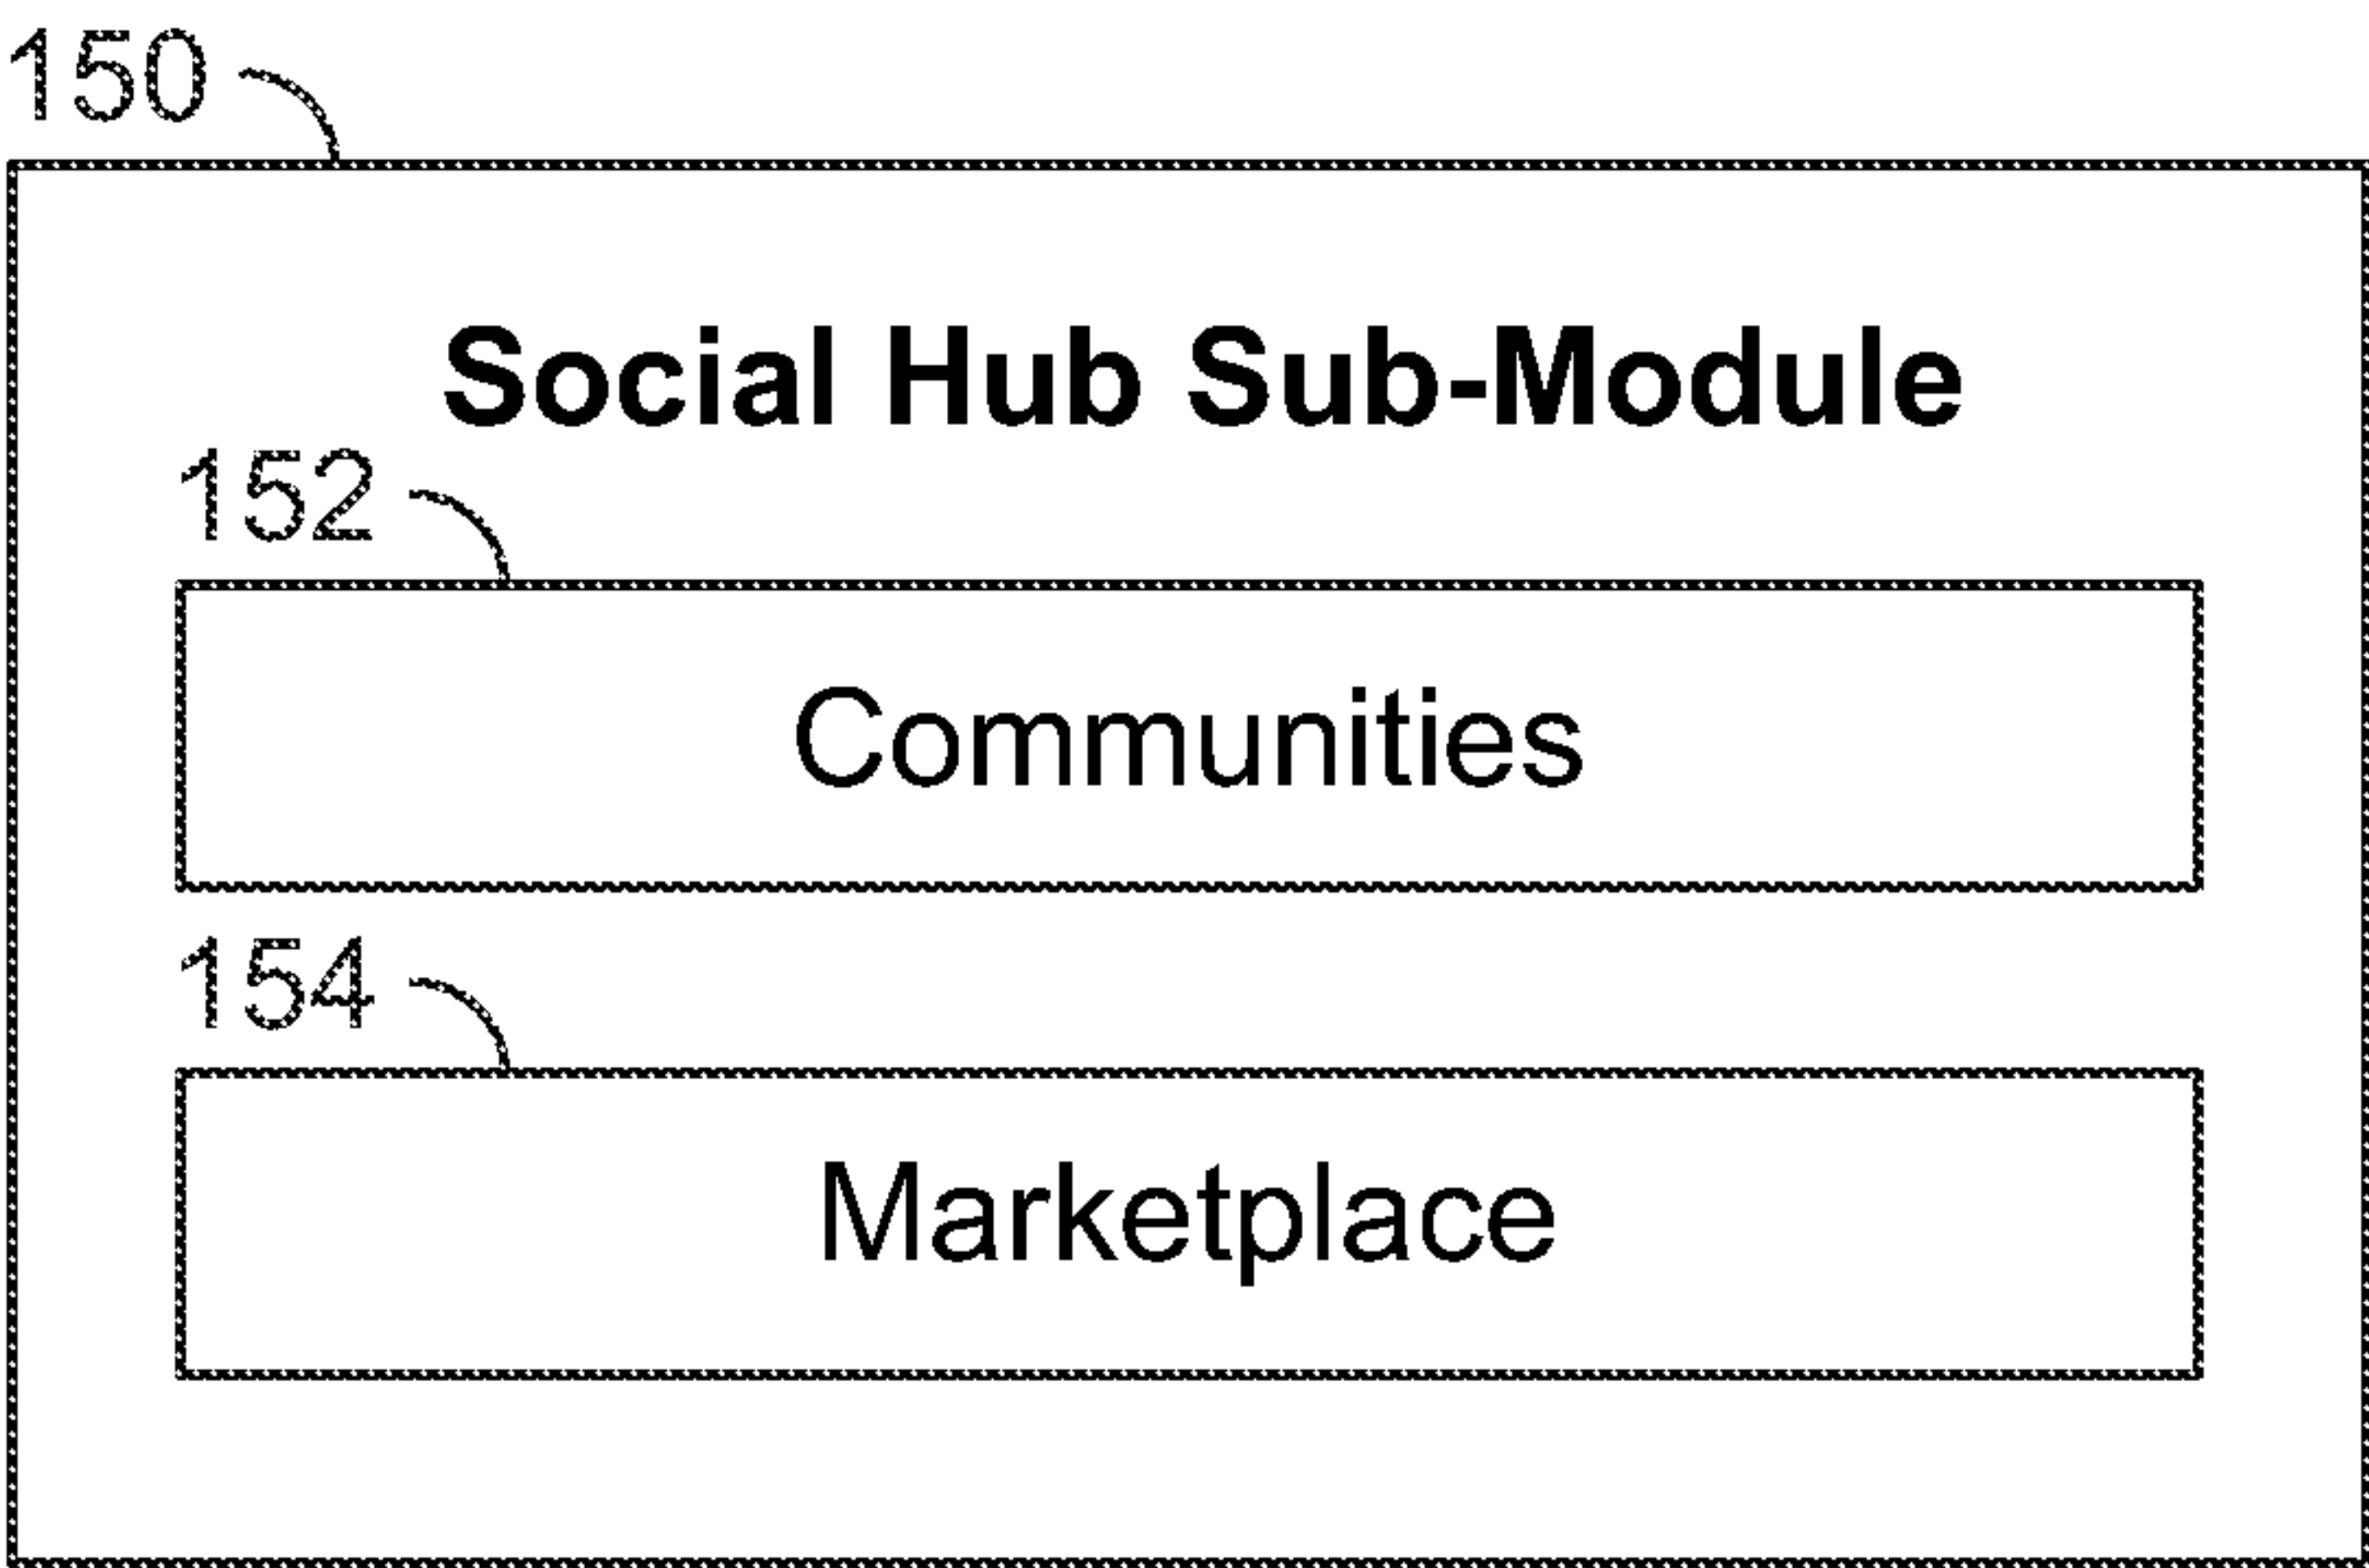 150
Social Hub Sub-Module
152
Communities
154
Marketplace